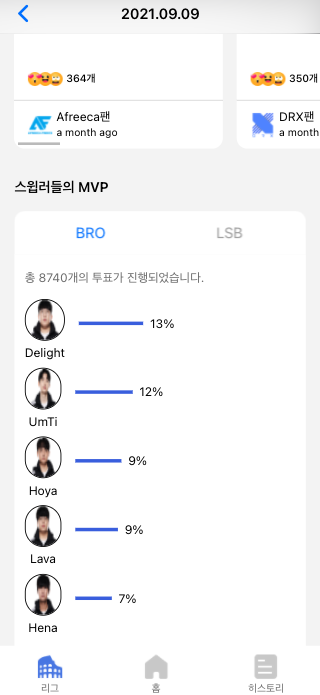 2021.09.09
364개
350개
Afreeca팬
a month ago
DRX팬
a month
스윌러들의 MVP
BRO
LSB
총 8740개의 투표가 진행되었습니다.
13%
Delight
12%
UmTi
9%
Hoya
9%
Lava
7%
Hena
리그
홈
히스토리